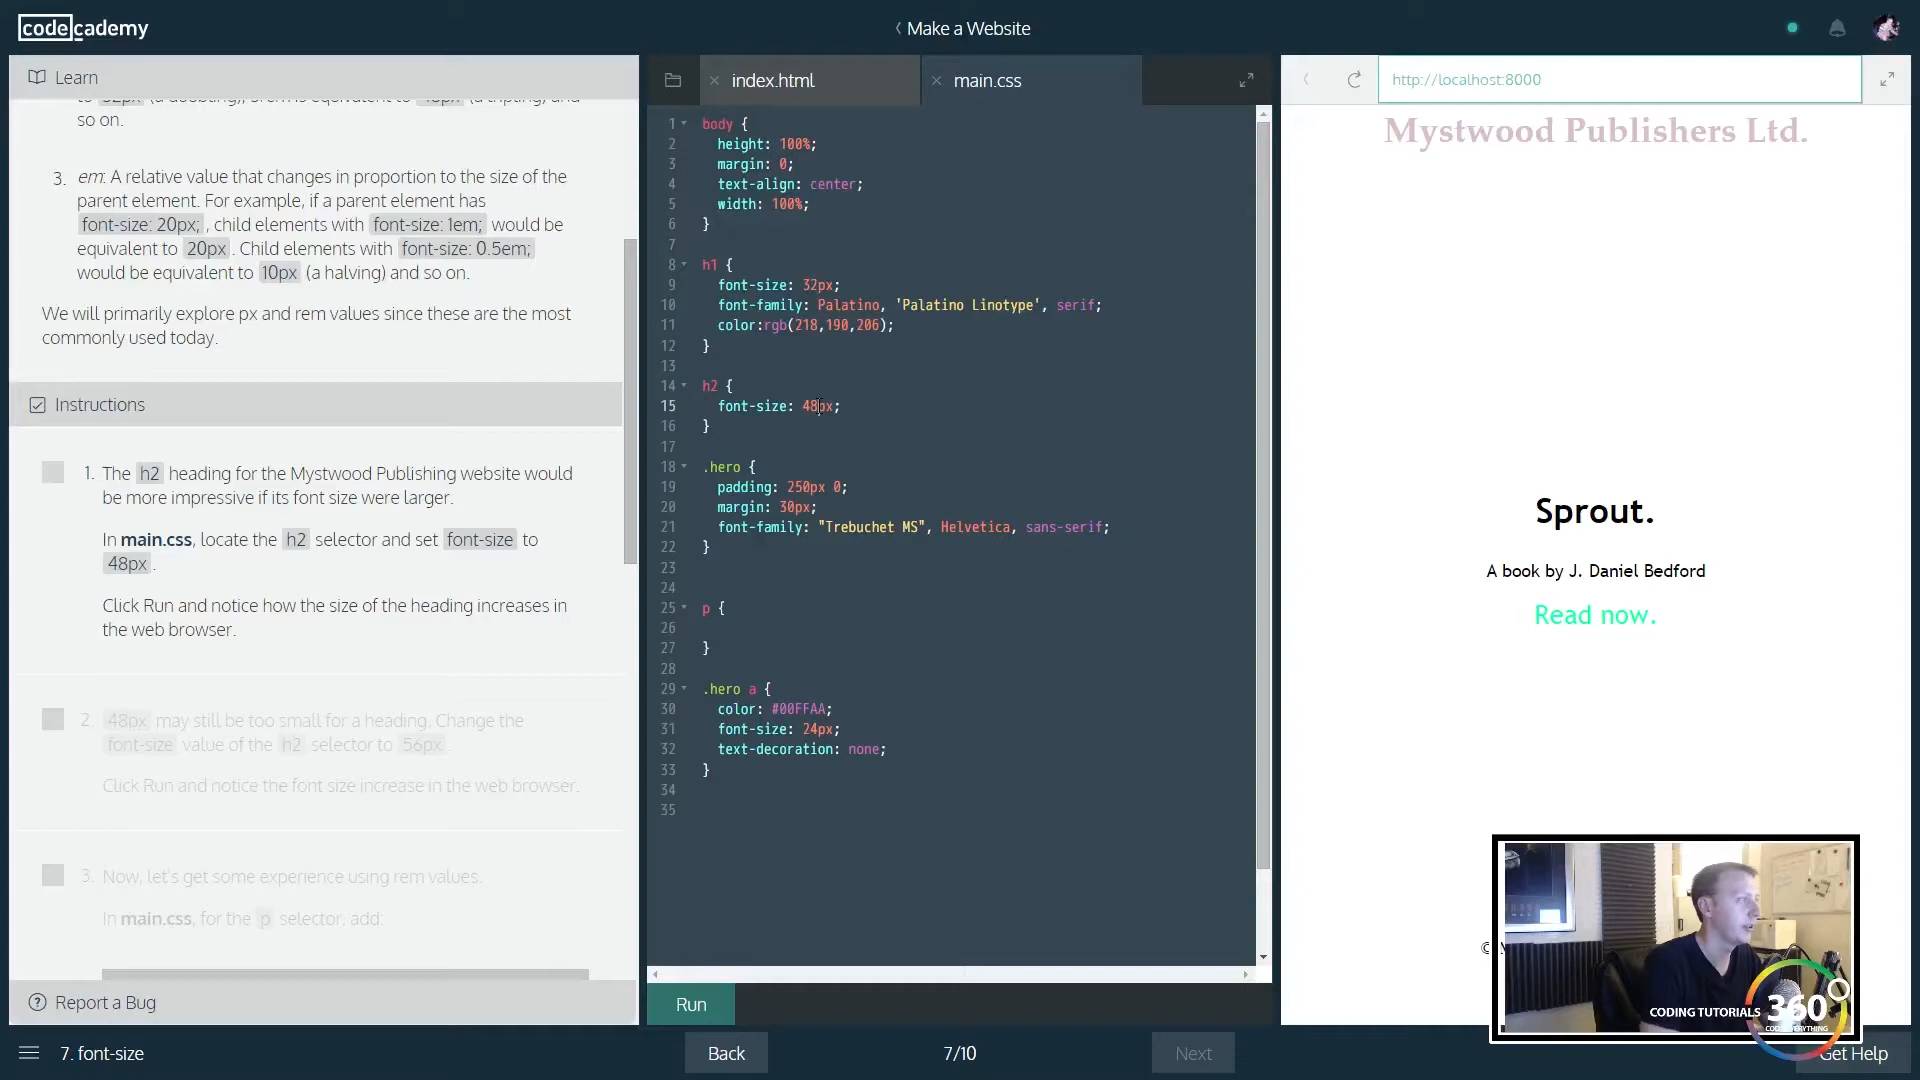 codecademy
Make a Website
Learn
so on.
3. em: A relative value that changes in proportion to the size of the
parent element. For example, if a parent element has
font-size: 20px; , child elements with font-size: 1em; would be
equivalent to 20px . Child elements with font-size: 0.5em;
would be equivalent to 10px (a halving) and so on.
We will primarily explore px and rem values since these are the most
commonly used today.
Instructions
1. The h2 heading for the Mystwood Publishing website would
be more impressive if its font size were larger.
In main.css, locate the h2 selector and set font-size to
48px .
Click Run and notice how the size of the heading increases in
the web browser.
2. 48px may still be too small for a heading. Change the
font-size value of the h2 selector to 56px .
Click Run and notice the font size increase in the web browser.
3. Now, let's get some experience using rem values.
In main.css, for the p selector, add:
Report a Bug
7. font-size
index.html
main.css
1 body {
2 height: 100%;
3 margin: 0;
4 text-align: center;
5 width: 100%;
6 }
7
8 h1 {
9 font-size: 32px;
10 font-family: Palatino, 'Palatino Linotype', serif;
11 color:rgb(218,190,206);
12 }
13
14 h2 {
15 font-size: 48px;
16 }
17
18 .hero {
19 padding: 250px 0;
20 margin: 30px;
21 font-family: "Trebuchet MS", Helvetica, sans-serif;
22 }
23
24
25 p {
26
27 }
28
29 .hero a {
30 color: #00FFAA;
31 font-size: 24px;
32 text-decoration: none;
33 }
34
35
Run
Back
7/10
Next
http://localhost:8000
Mystwood Publishers Ltd.
Sprout.
A book by J. Daniel Bedford
Read now.
©
CODING TUTORIALS 360
Get Help